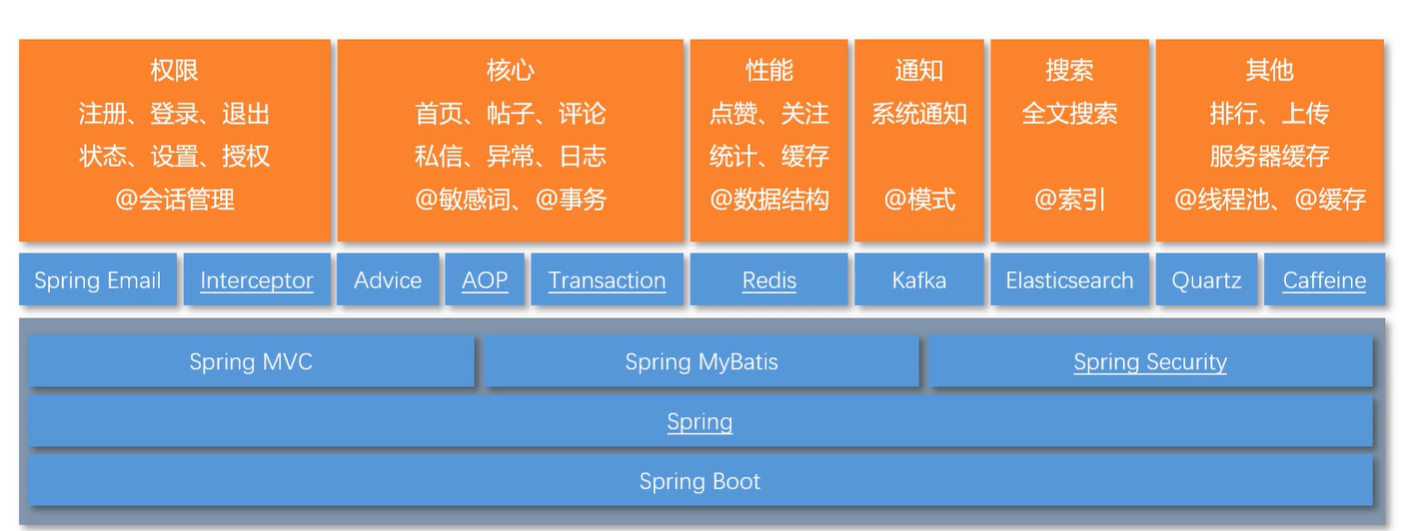 权限
注册、登录、退出
状态、设置、授权
@会话管理
核心
首页、帖子、评论
私信、异常、日志
@敏感词、@事务
性能
点赞、关注
统计、缓存
@数据结构
通知
系统通知
@模式
搜索
全文搜索
@索引
其他
排行、上传
服务器缓存
@线程池、@缓存
Spring Email
Interceptor
Advice
AOP
Transaction
Redis
Kafka
Elasticsearch
Quartz
Caffeine
Spring MVC
Spring MyBatis
Spring Security
Spring
Spring Boot